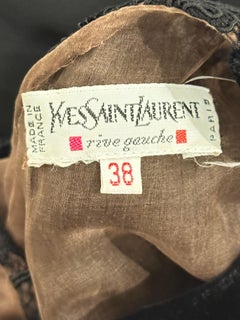 MADE IN
FRANCE
YVESSAINTLAURENT
rive gauche
PARIS
38